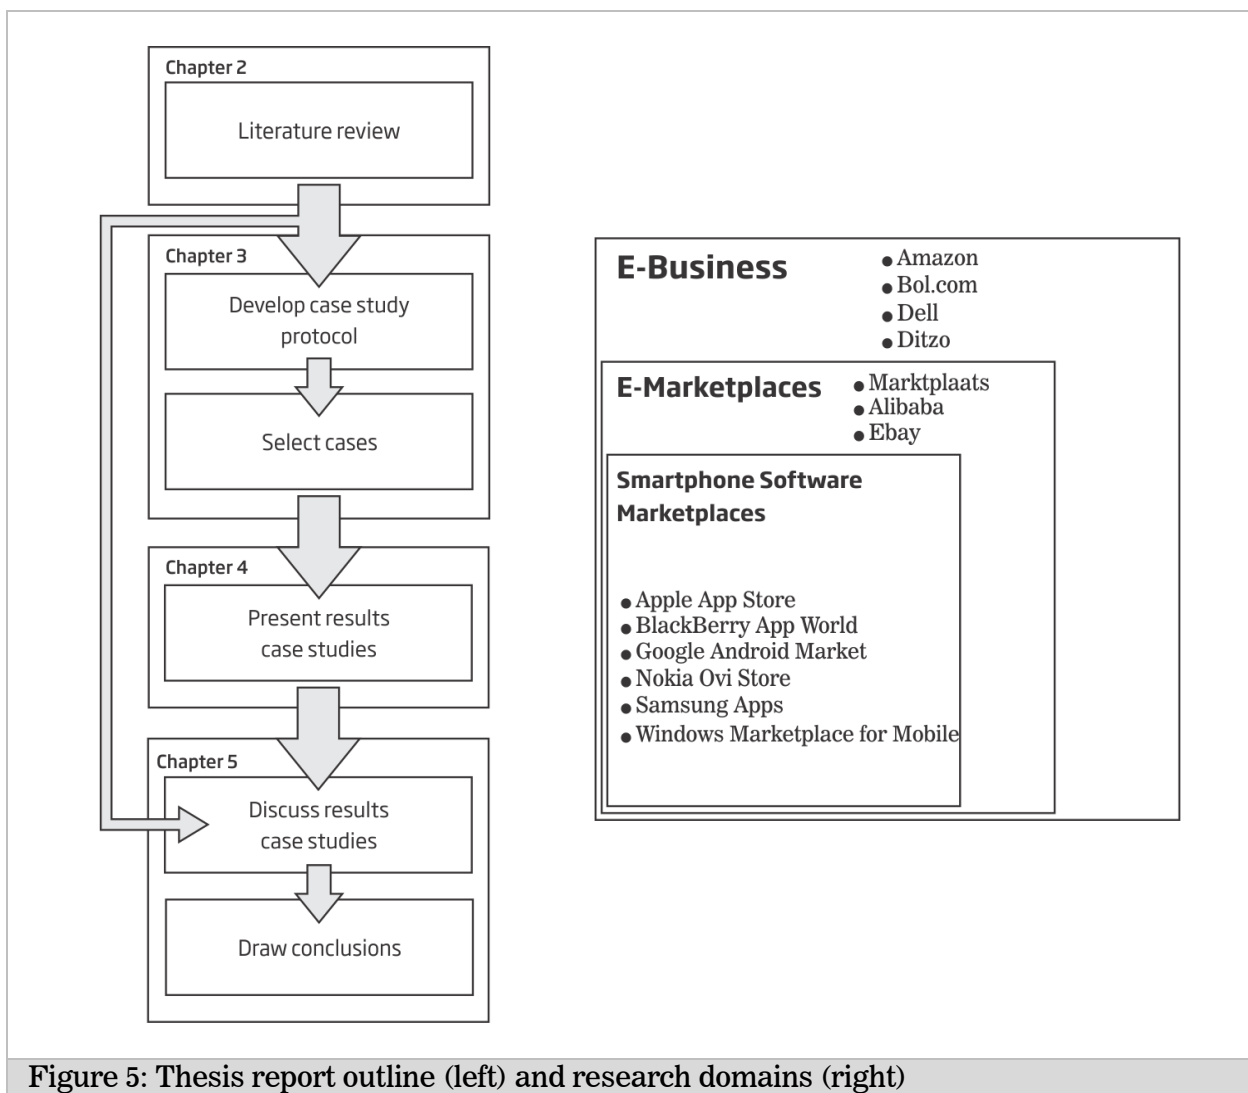 Chapter 2
Literature review
Chapter 3
Develop case study
protocol
Select cases
Chapter 4
Present results
case studies
Chapter 5
Discuss results
case studies
Draw conclusions
E-Business
● Amazon
● Bol.com
● Dell
● Ditzo
E-Marketplaces
● Marktplaats
● Alibaba
● Ebay
Smartphone Software
Marketplaces
● Apple App Store
● BlackBerry App World
● Google Android Market
● Nokia Ovi Store
● Samsung Apps
● Windows Marketplace for Mobile
Figure 5: Thesis report outline (left) and research domains (right)